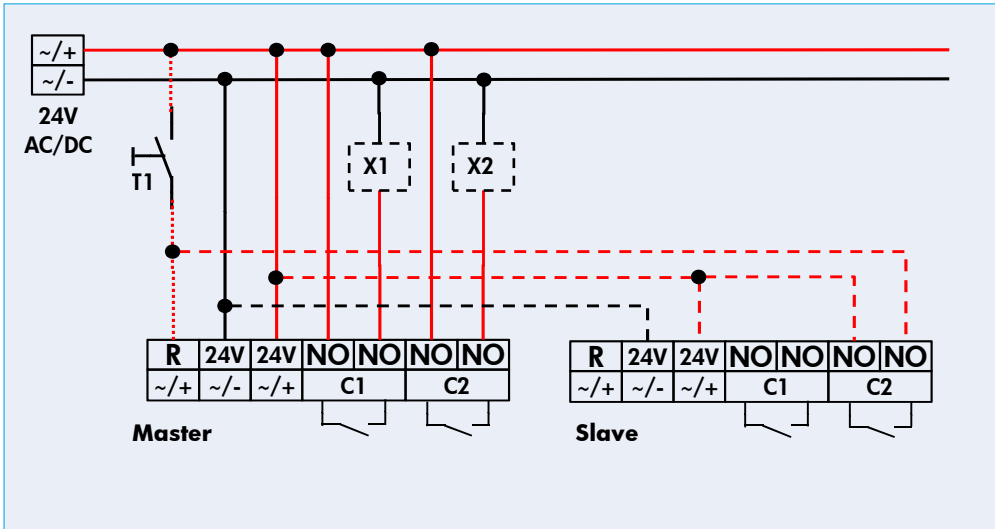 ~/+
~/-
24V
AC/DC
T1
X1
X2
R 24V 24V NO NO NO NO
~/+ ~/- ~/+ C1 C2
Master
R 24V 24V NO NO NO NO
~/+ ~/- ~/+ C1 C2
Slave